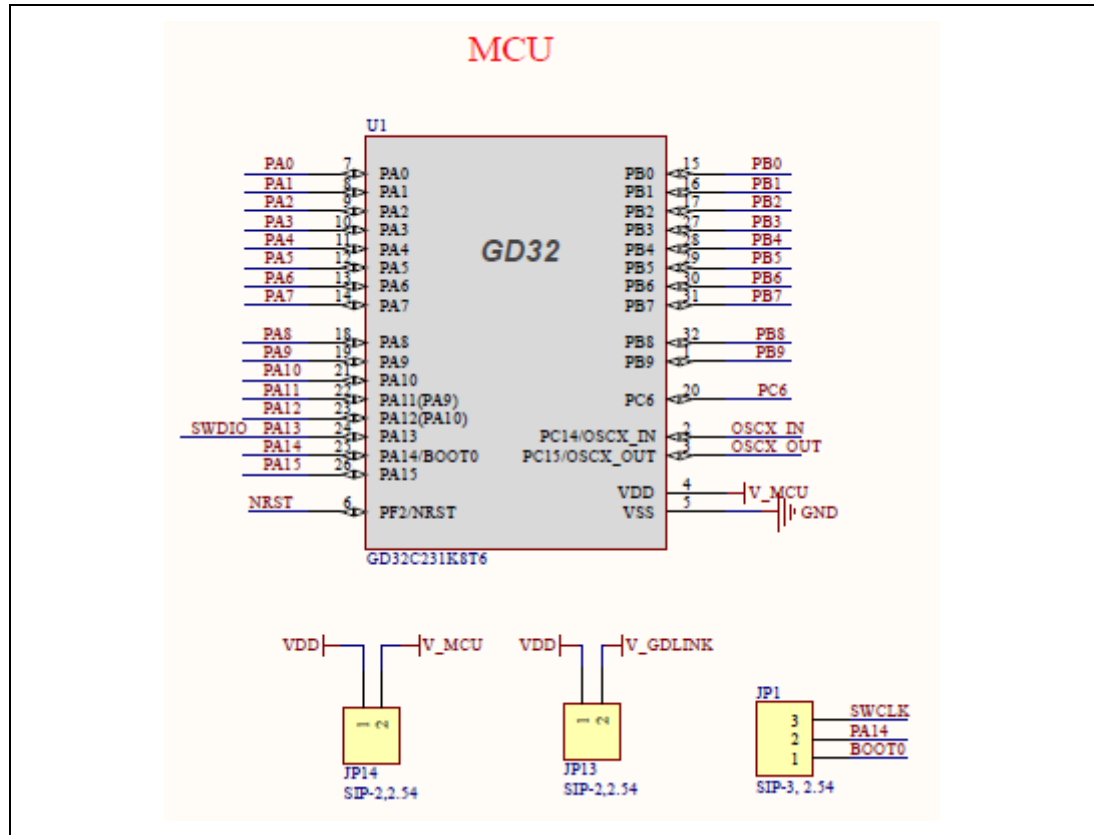 MCU
U1
PA0 7 PA0 PB0 15 PB0
PA1 8 PA1 PB1 16 PB1
PA2 9 PA2 PB2 17 PB2
PA3 10 PA3 PB3 27 PB3
PA4 11 PA4 PB4 28 PB4
PA5 12 PA5 PB5 29 PB5
PA6 13 PA6 PB6 30 PB6
PA7 14 PA7 PB7 31 PB7
GD32
PA8 18 PA8 PB8 32 PB8
PA9 19 PA9 PB9 1 PB9
PA10 21 PA10
PA11 22 PA11(PA9) PC6 20 PC6
PA12 23 PA12(PA10)
SWDIO PA13 24 PA13 PC14/OSCX_IN 2 OSCX_IN
PA14 25 PA14/BOOT0 PC15/OSCX_OUT 3 OSCX_OUT
PA15 26 PA15
VDD 4 V_MCU
NRST 6 PF2/NRST VSS 5 GND
GD32C231K8T6
VDD V_MCU
1 2
JP14
SIP-2,2.54
VDD V_GDLINK
1 2
JP13
SIP-2,2.54
JP1
3 SWCLK
2 PA14
1 BOOT0
SIP-3, 2.54